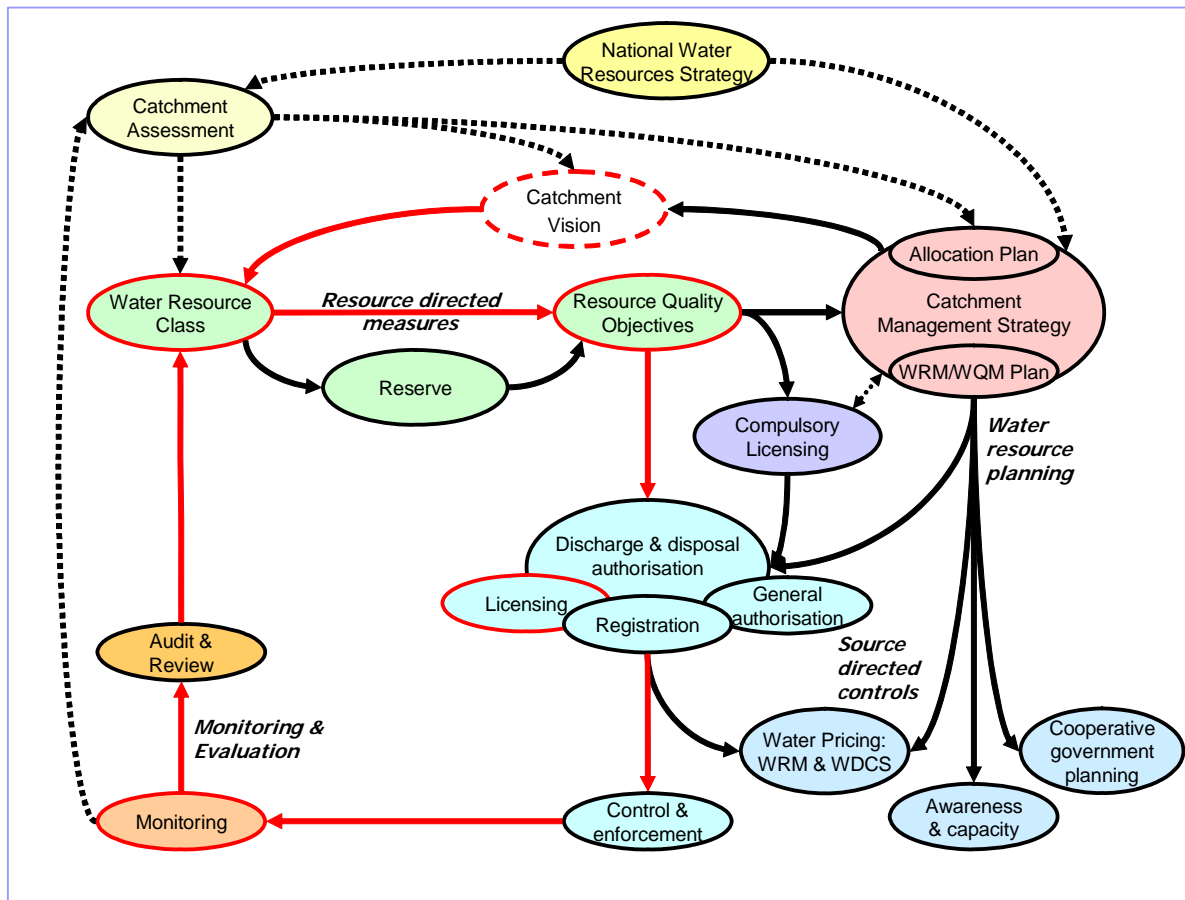 National Water
Resources Strategy
Catchment
Assessment
Catchment
Vision
Allocation Plan
Catchment
Management Strategy
WRM/WQM Plan
Water Resource
Class
Resource directed
measures
Resource Quality
Objectives
Reserve
Compulsory
Licensing
Water
resource
planning
Discharge & disposal
authorisation
Licensing
General
authorisation
Registration
Audit &
Review
Source
directed
controls
Monitoring &
Evaluation
Water Pricing:
WRM & WDCS
Cooperative
government
planning
Monitoring
Control &
enforcement
Awareness
& capacity